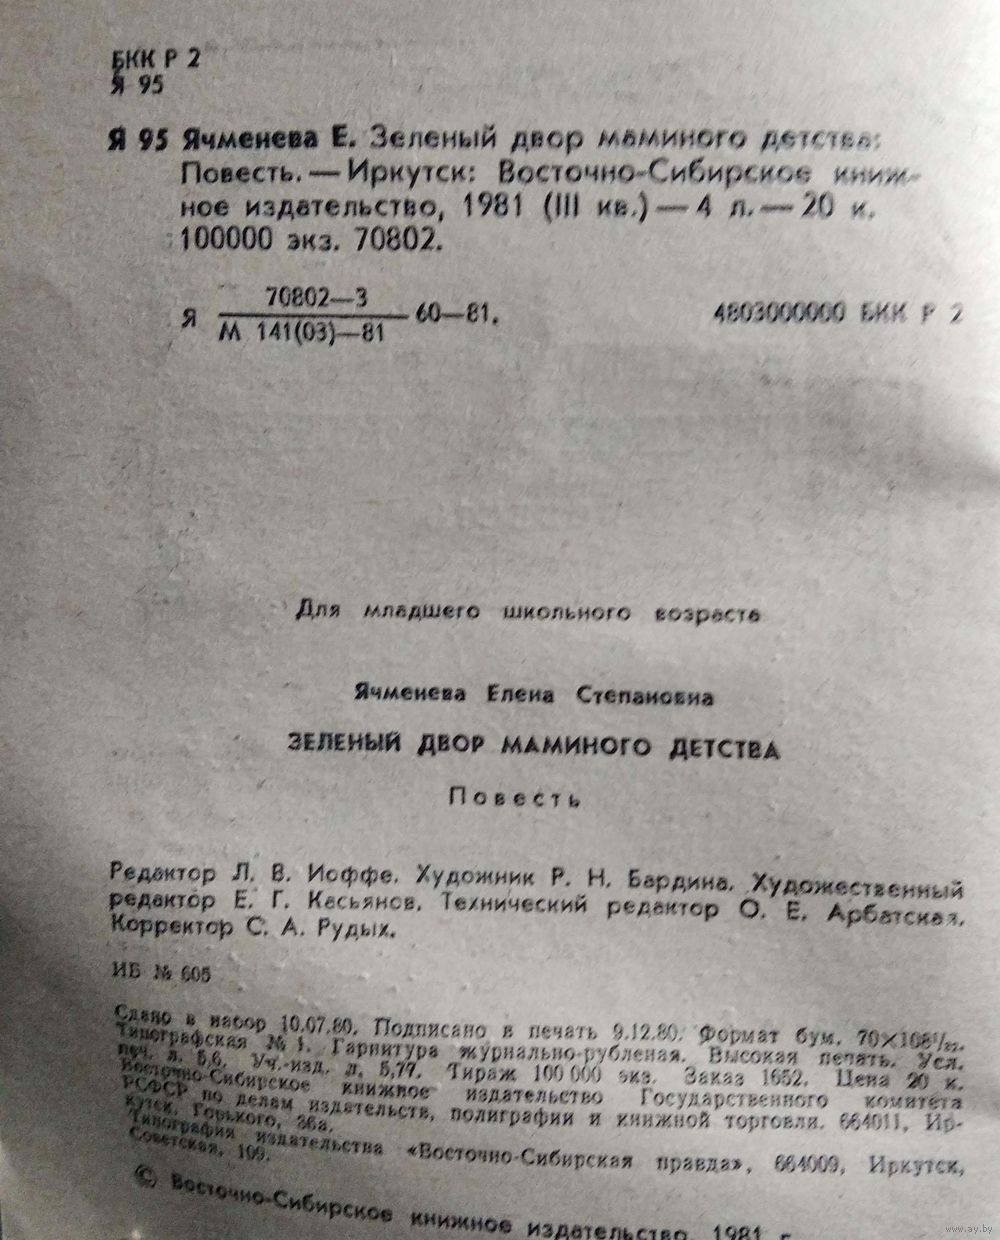 БКК Р 2
Я 95
Я 95 Ячменева Е. Зеленый двор маминого детства:
Повесть. — Иркутск: Восточно-Сибирское книж-
ное издательство, 1981 (III кв.) — 4 л. — 20 к.
100000 экз. 70802.
70802—3
Я М 141(03)—81 60—81. 4803000000 БКК Р 2
Для младшего школьного возраста
Ячменева Елена Степановна
ЗЕЛЕНЫЙ ДВОР МАМИНОГО ДЕТСТВА
Повесть
Редактор Л. В. Иоффе. Художник Р. Н. Бардина. Художественный
редактор Е. Г. Касьянов. Технический редактор О. Е. Арбатская.
Корректор С. А. Рудых.
ИБ № 605
Сдано в набор 10.07.80. Подписано в печать 9.12.80. Формат бум. 70×108 1/32.
Типографская № 1. Гарнитура журнально-рубленая. Высокая печать. Усл.
печ. л. 5,6. Уч.-изд. л. 5,77. Тираж 100 000 экз. Заказ 1652. Цена 20 к.
Восточно-Сибирское книжное издательство Государственного комитета
РСФСР по делам издательств, полиграфии и книжной торговли. 664011, Ир-
кутск, Горького, 36а.
Типография издательства «Восточно-Сибирская правда», 664009, Иркутск,
Советская, 109.
© Восточно-Сибирское книжное издательство, 1981 г.
www.ay.by